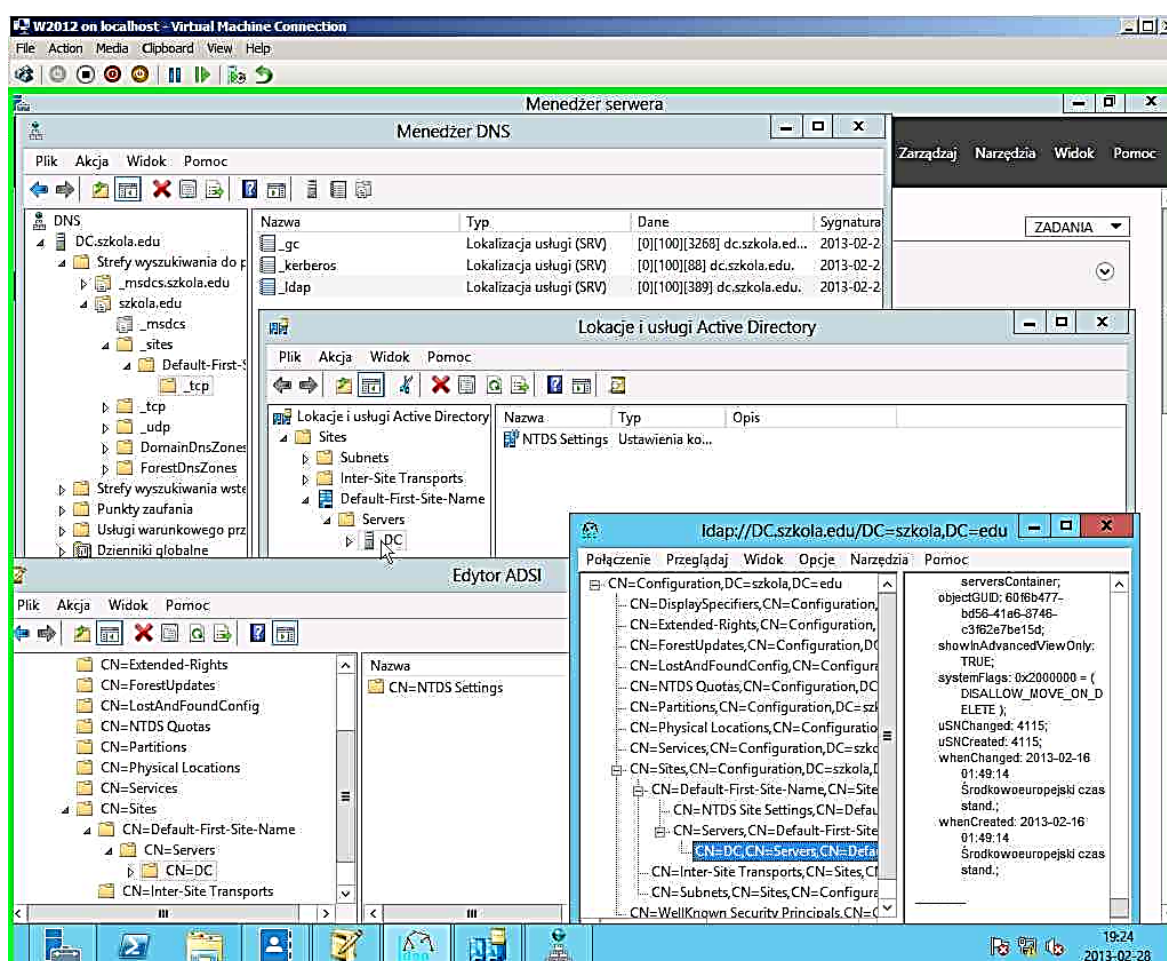 W2012 on localhost - Virtual Machine Connection
File Action Media Clipboard View Help
Menedżer serwera
Zarządzaj Narzędzia Widok Pomoc
ZADANIA
Menedżer DNS
Plik Akcja Widok Pomoc
DNS
DC.szkola.edu
Strefy wyszukiwania do p
_msdcs.szkola.edu
szkola.edu
_msdcs
_sites
Default-First-S
_tcp
_tcp
_udp
DomainDnsZones
ForestDnsZones
Strefy wyszukiwania wste
Punkty zaufania
Usługi warunkowego prz
Dzienniki globalne
Nazwa Typ Dane Sygnatura
_gc Lokalizacja usługi (SRV) [0][100][3268] dc.szkola.ed... 2013-02-2
_kerberos Lokalizacja usługi (SRV) [0][100][88] dc.szkola.edu. 2013-02-2
_ldap Lokalizacja usługi (SRV) [0][100][389] dc.szkola.edu. 2013-02-2
Lokacje i usługi Active Directory
Plik Akcja Widok Pomoc
Lokacje i usługi Active Directory
Sites
Subnets
Inter-Site Transports
Default-First-Site-Name
Servers
DC
Nazwa Typ Opis
NTDS Settings Ustawienia ko...
Edytor ADSI
Plik Akcja Widok Pomoc
CN=Extended-Rights
CN=ForestUpdates
CN=LostAndFoundConfig
CN=NTDS Quotas
CN=Partitions
CN=Physical Locations
CN=Services
CN=Sites
CN=Default-First-Site-Name
CN=Servers
CN=DC
CN=Inter-Site Transports
Nazwa
CN=NTDS Settings
ldap://DC.szkola.edu/DC=szkola,DC=edu
Połączenie Przeglądaj Widok Opcje Narzędzia Pomoc
CN=Configuration,DC=szkola,DC=edu
CN=DisplaySpecifiers,CN=Configuration,
CN=Extended-Rights,CN=Configuration,
CN=ForestUpdates,CN=Configuration,D
CN=LostAndFoundConfig,CN=Configura
CN=NTDS Quotas,CN=Configuration,DC
CN=Partitions,CN=Configuration,DC=szk
CN=Physical Locations,CN=Configuratio
CN=Services,CN=Configuration,DC=szko
CN=Sites,CN=Configuration,DC=szkola,D
CN=Default-First-Site-Name,CN=Site
CN=NTDS Site Settings,CN=Defau
CN=Servers,CN=Default-First-Site
CN=DC,CN=Servers,CN=Defau
CN=Inter-Site Transports,CN=Sites,C
CN=Subnets,CN=Sites,CN=Configura
CN=WellKnown Security Principals,CN=C
serversContainer;
objectGUID: 60f6b477-
bd56-41a6-8746-
c3f62e7be15d;
showInAdvancedViewOnly:
TRUE;
systemFlags: 0x2000000 = (
DISALLOW_MOVE_ON_D
ELETE );
uSNChanged: 4115;
uSNCreated: 4115;
whenChanged: 2013-02-16
01:49:14
Środkowoeuropejski czas
stand.;
whenCreated: 2013-02-16
01:49:14
Środkowoeuropejski czas
stand.;
19:24
2013-02-28